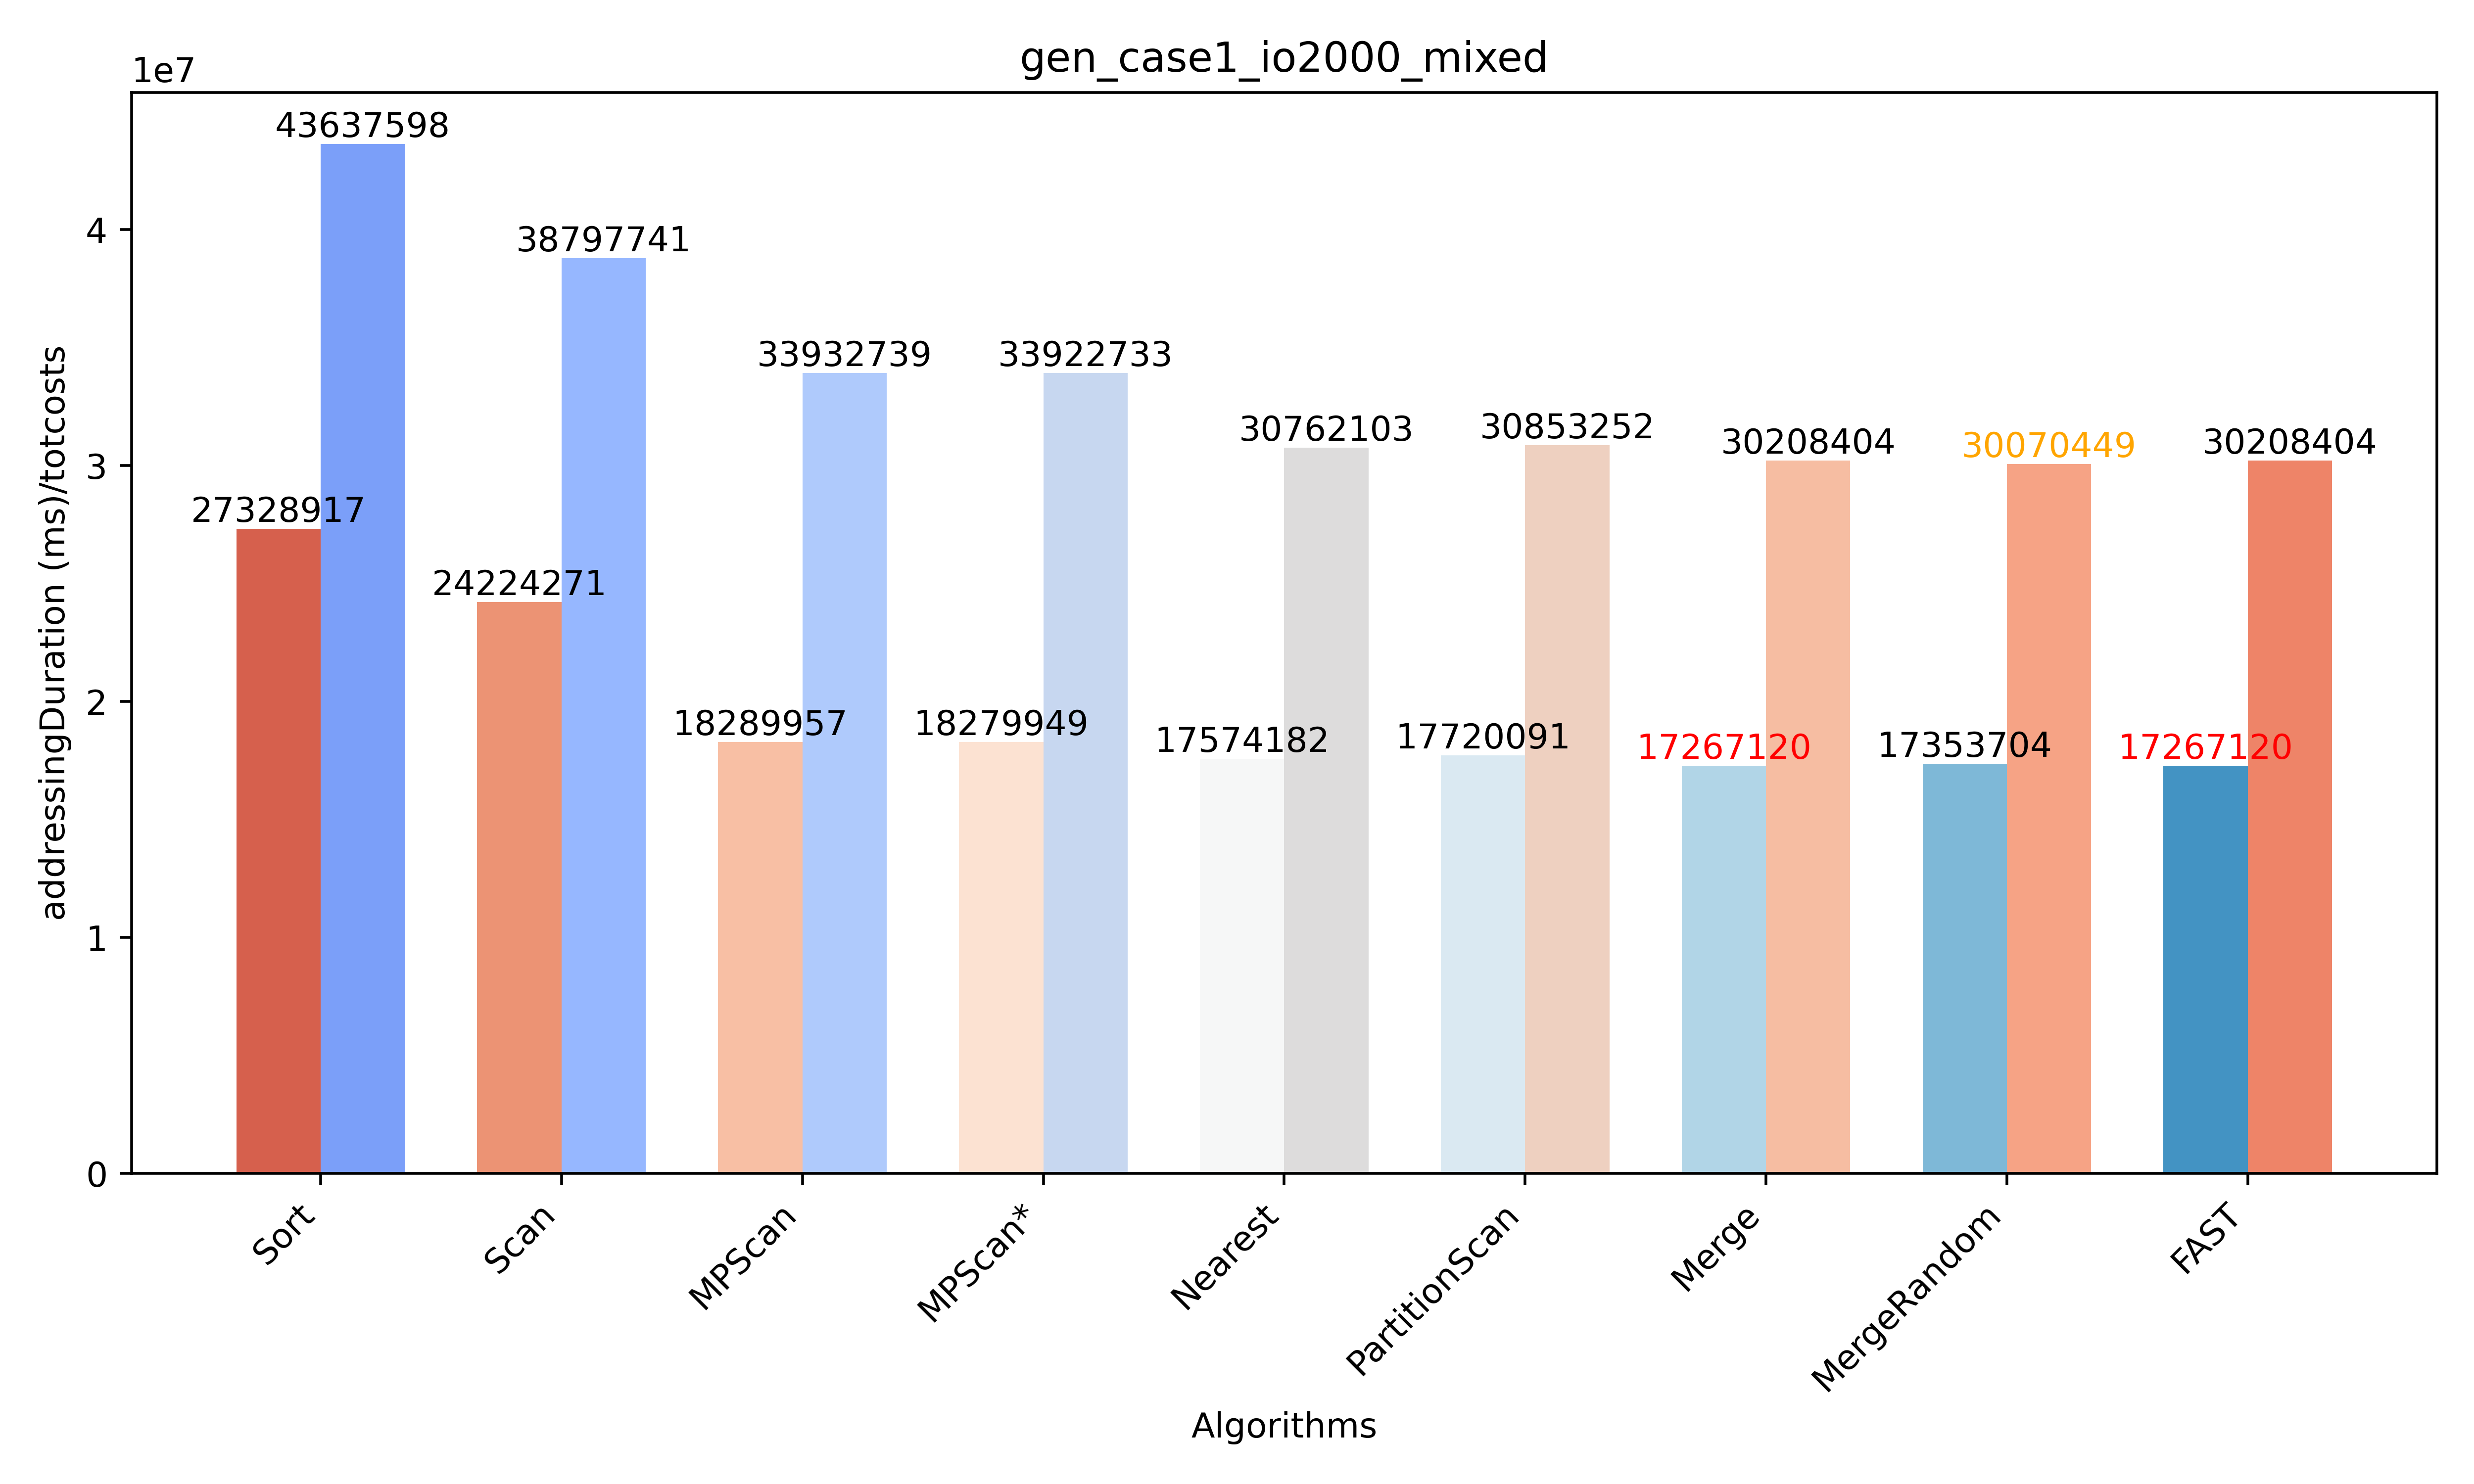 gen_case1_io2000_mixed
1e7
43637598
38797741
33932739
33922733
30762103
30853252
30208404
30070449
30208404
27328917
24224271
18289957
18279949
17574182
17720091
17267120
17353704
17267120
addressingDuration (ms)/totcosts
4
3
2
1
0
Sort
Scan
MPScan
MPScan*
Nearest
PartitionScan
Merge
MergeRandom
FAST
Algorithms